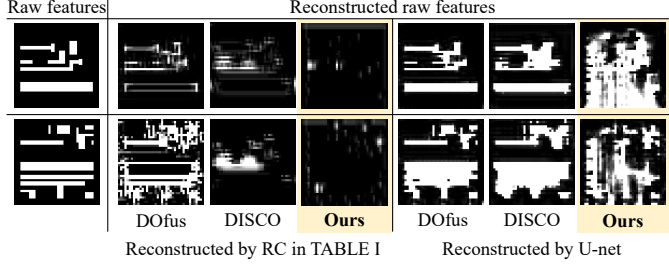 Raw features Reconstructed raw features
DOfus DISCO Ours DOfus DISCO Ours
Reconstructed by RC in TABLE I Reconstructed by U-net